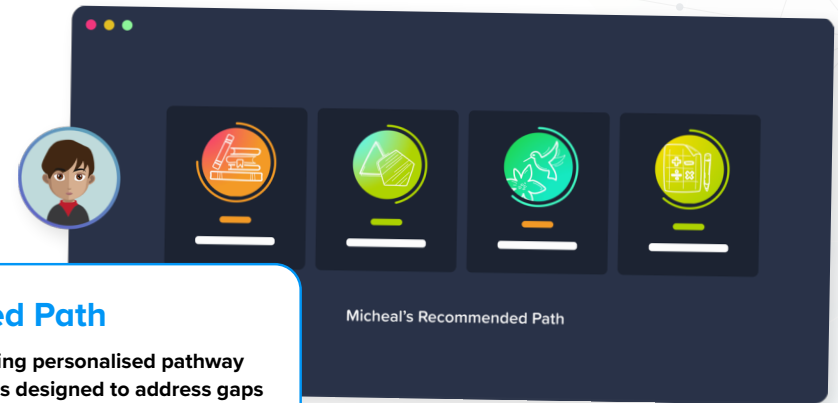 Micheal's Recommended Path
ed Path
ing personalised pathway
s designed to address gaps